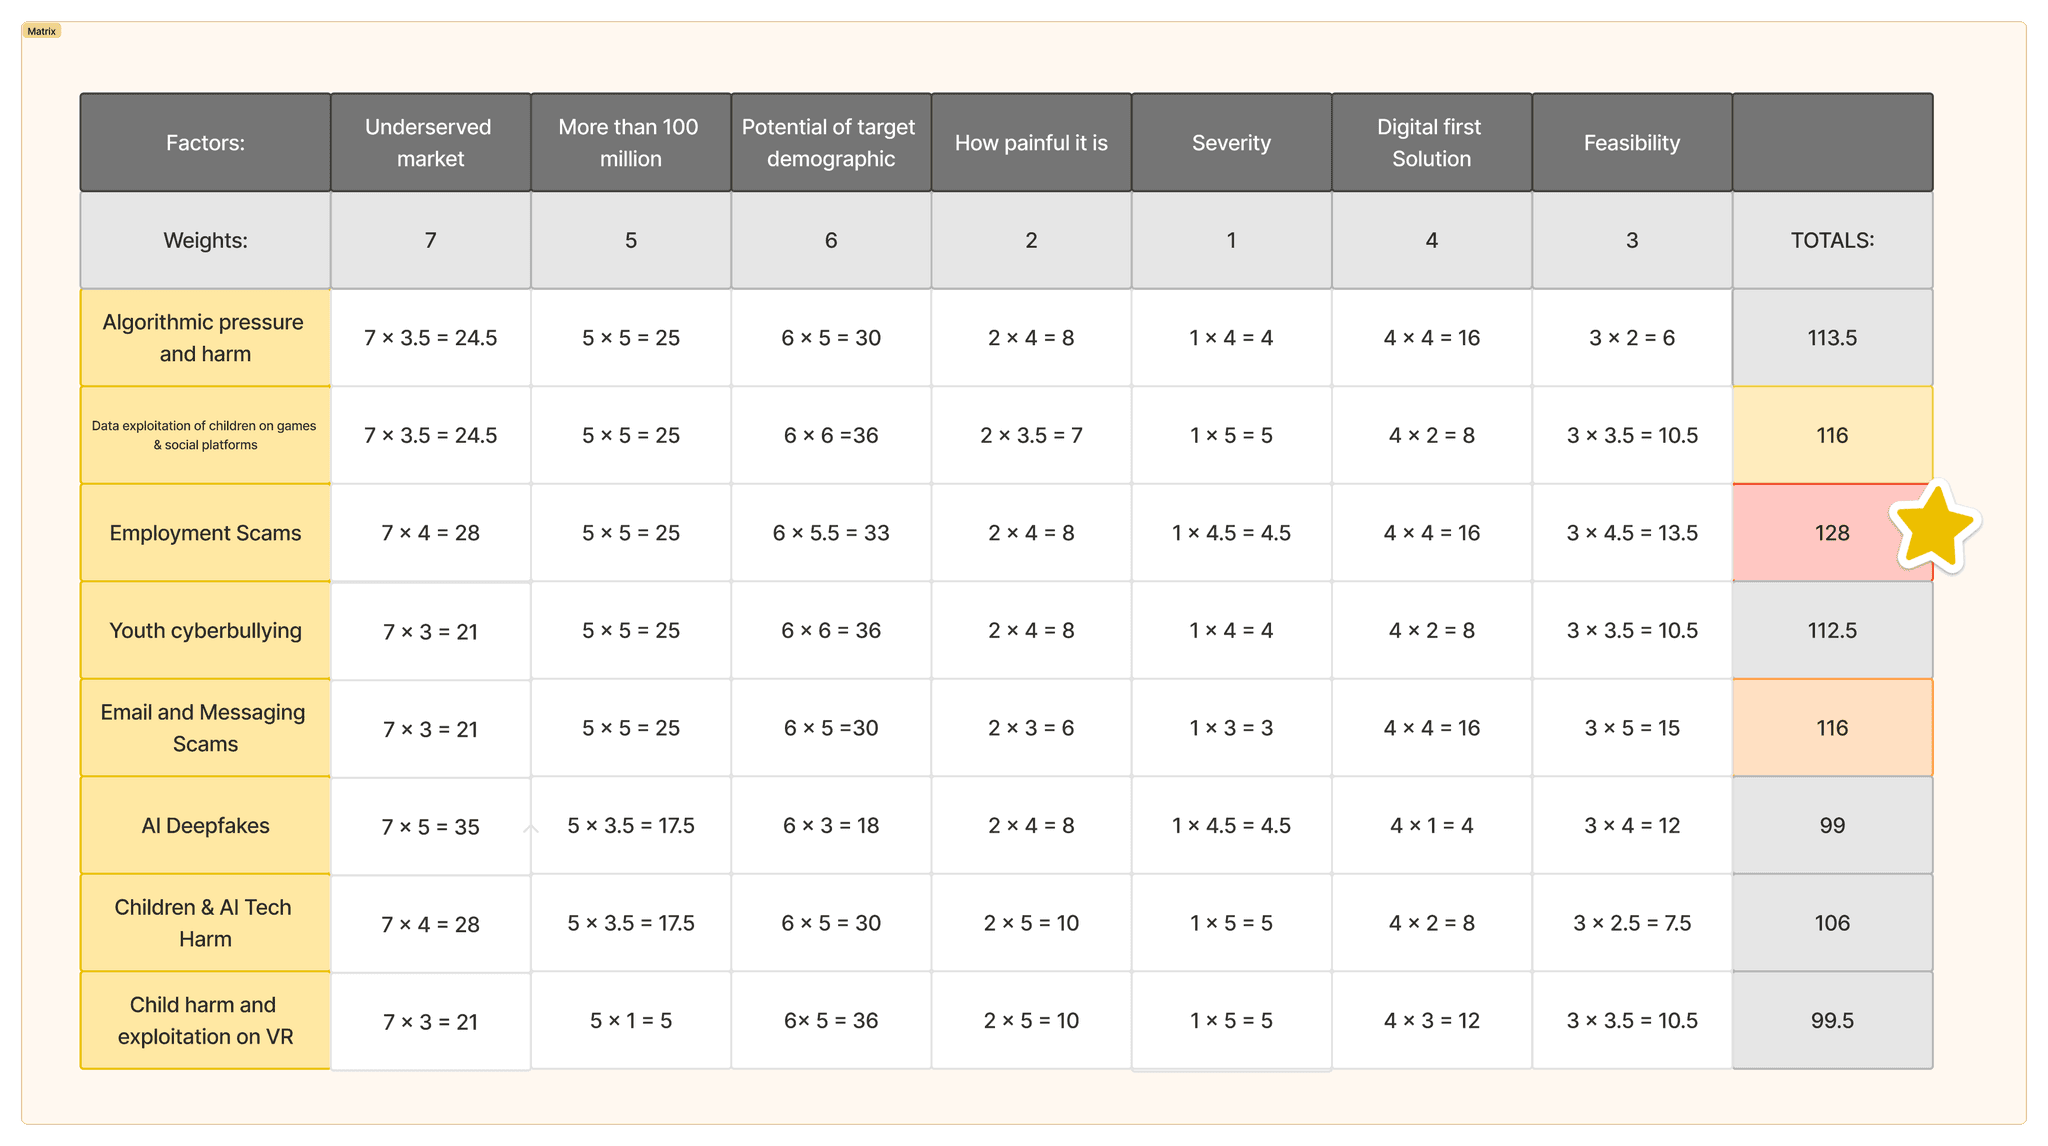 Matrix
Factors:
Underserved
market
More than 100
million
Potential of target
demographic
How painful it is
Severity
Digital first
Solution
Feasibility
Weights:
7
5
6
2
1
4
3
TOTALS:
Algorithmic pressure
and harm
7 × 3.5 = 24.5
5 × 5 = 25
6 × 5 = 30
2 × 4 = 8
1 × 4 = 4
4 × 4 = 16
3 × 2 = 6
113.5
Data exploitation of children on games
& social platforms
7 × 3.5 = 24.5
5 × 5 = 25
6 × 6 =36
2 × 3.5 = 7
1 × 5 = 5
4 × 2 = 8
3 × 3.5 = 10.5
116
Employment Scams
7 × 4 = 28
5 × 5 = 25
6 × 5.5 = 33
2 × 4 = 8
1 × 4.5 = 4.5
4 × 4 = 16
3 × 4.5 = 13.5
128
Youth cyberbullying
7 × 3 = 21
5 × 5 = 25
6 × 6 = 36
2 × 4 = 8
1 × 4 = 4
4 × 2 = 8
3 × 3.5 = 10.5
112.5
Email and Messaging
Scams
7 × 3 = 21
5 × 5 = 25
6 × 5 =30
2 × 3 = 6
1 × 3 = 3
4 × 4 = 16
3 × 5 = 15
116
AI Deepfakes
7 × 5 = 35
5 × 3.5 = 17.5
6 × 3 = 18
2 × 4 = 8
1 × 4.5 = 4.5
4 × 1 = 4
3 × 4 = 12
99
Children & AI Tech
Harm
7 × 4 = 28
5 × 3.5 = 17.5
6 × 5 = 30
2 × 5 = 10
1 × 5 = 5
4 × 2 = 8
3 × 2.5 = 7.5
106
Child harm and
exploitation on VR
7 × 3 = 21
5 × 1 = 5
6× 5 = 36
2 × 5 = 10
1 × 5 = 5
4 × 3 = 12
3 × 3.5 = 10.5
99.5